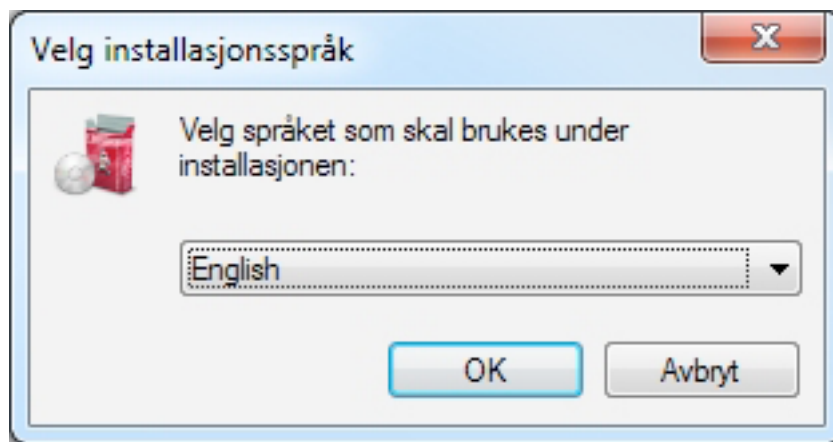 Velg installasjonsspråk
Velg språket som skal brukes under
installasjonen:
English
OK
Avbryt